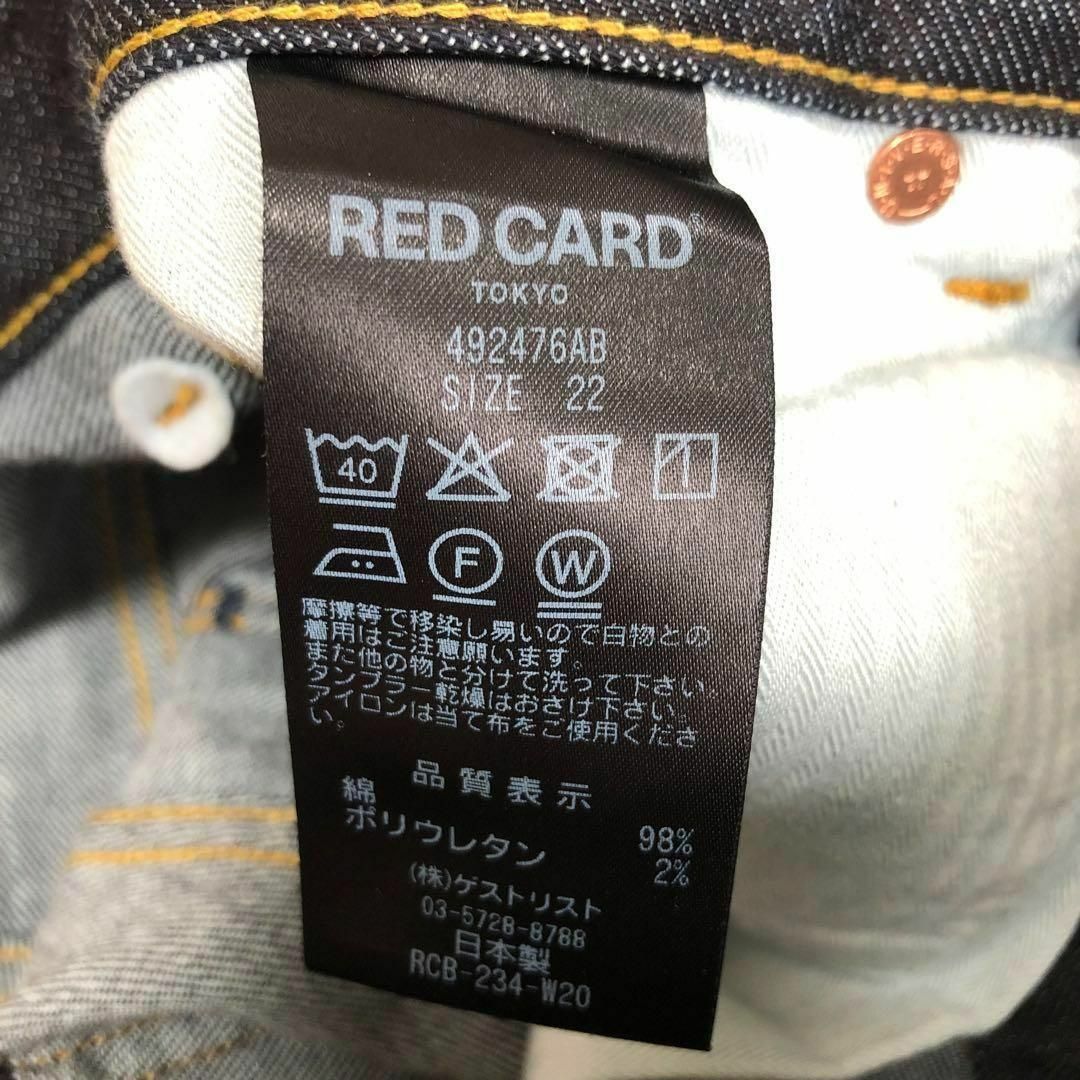 RED CARD®
TOKYO
492476AB
SIZE 22
40
F
W
摩擦等で移染し易いので白物との
着用はご注意願います。
また他の物と分けて洗って下さい
タンブラー乾燥はおさけ下さい。
アイロンは当て布をご使用くださ
い。
品質表示
綿 98%
ポリウレタン 2%
(株)ゲストリスト
03-5728-8788
日本製
RCB-234-W20
UNIVERSAL